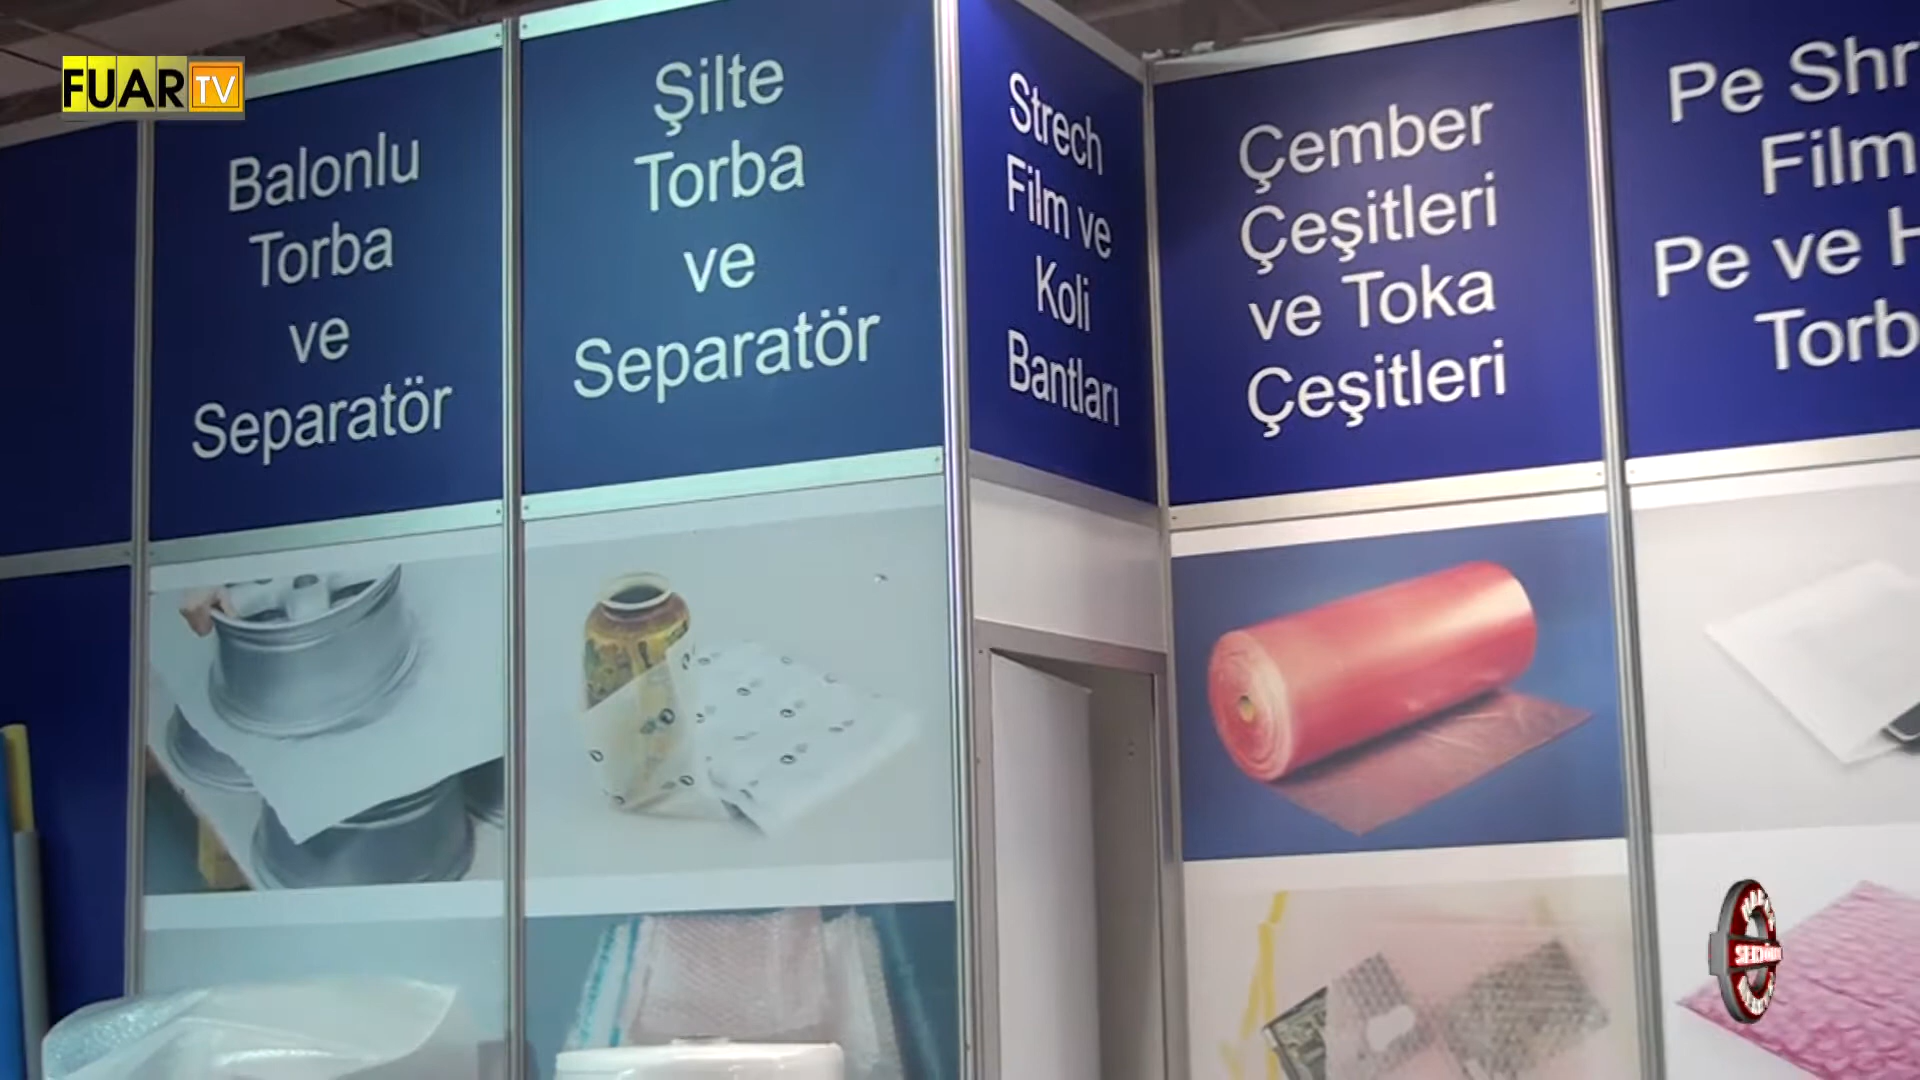 FUAR TV
Balonlu
Torba
ve
Separatör
Şilte
Torba
ve
Separatör
Strech
Film ve
Koli
Bantları
Çember
Çeşitleri
ve Toka
Çeşitleri
Pe Shr
Film
Pe ve H
Torb